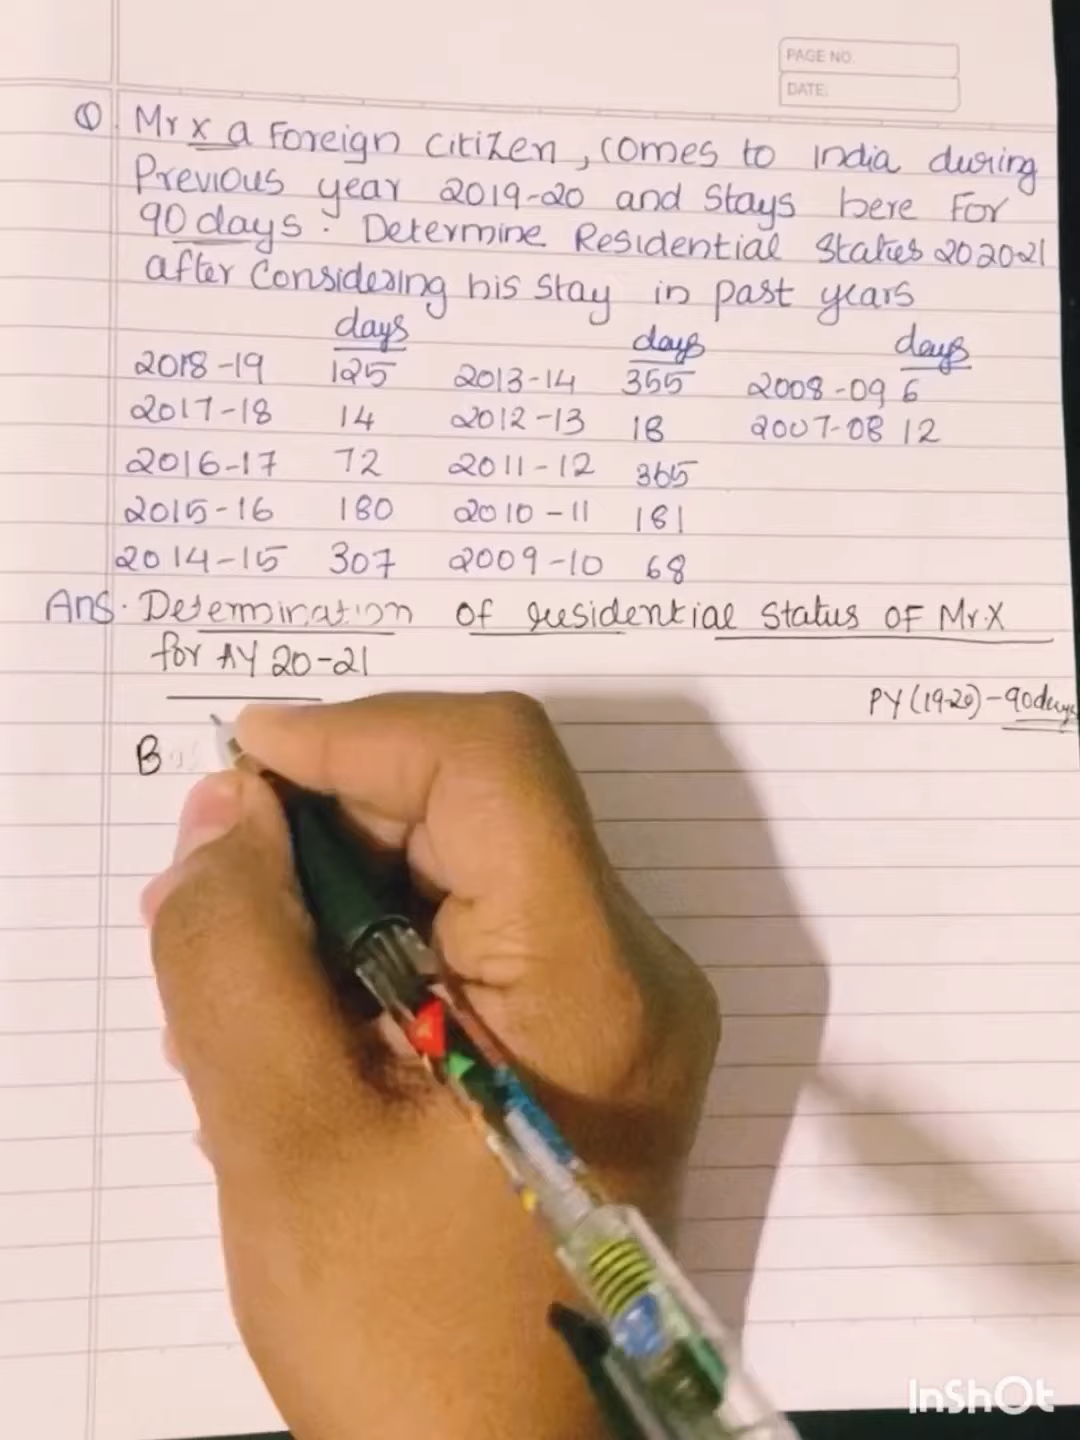 PAGE NO.
DATE:
Q. Mr x a Foreign citizen, comes to India during
Previous year 2019-20 and stays here For
90 days. Determine Residential Status 2020-21
after Considering his stay in past years
days days days
2018-19 125 2013-14 355 2008-09 6
2017-18 14 2012-13 18 2007-08 12
2016-17 72 2011-12 365
2015-16 180 2010-11 181
2014-15 307 2009-10 68
Ans. Determination of residential status OF Mr.X
for AY 20-21
PY (19-20) - 90 days
B
InShOt